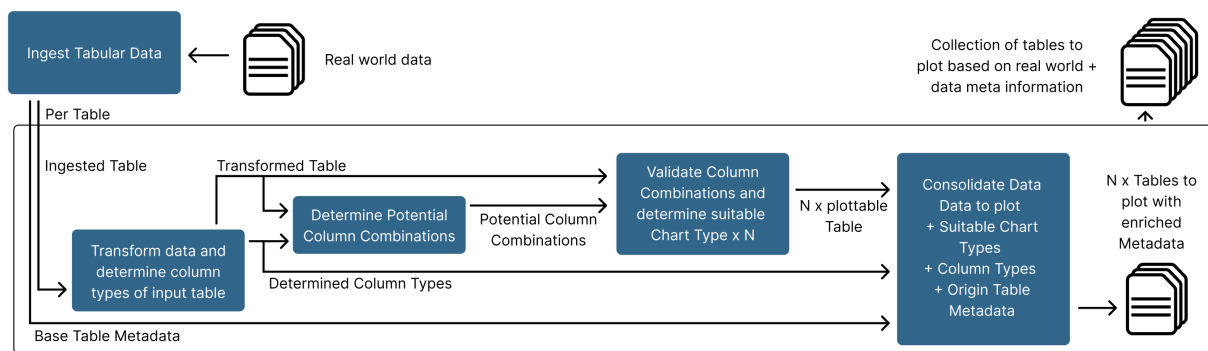 Ingest Tabular Data
Real world data
Collection of tables to
plot based on real world +
data meta information
Per Table
Ingested Table
Transformed Table
Transform data and
determine column
types of input table
Determine Potential
Column Combinations
Potential Column
Combinations
Determined Column Types
Validate Column
Combinations and
determine suitable
Chart Type x N
N x plottable
Table
Consolidate Data
Data to plot
+ Suitable Chart
Types
+ Column Types
+ Origin Table
Metadata
N x Tables to
plot with
enriched
Metadata
Base Table Metadata